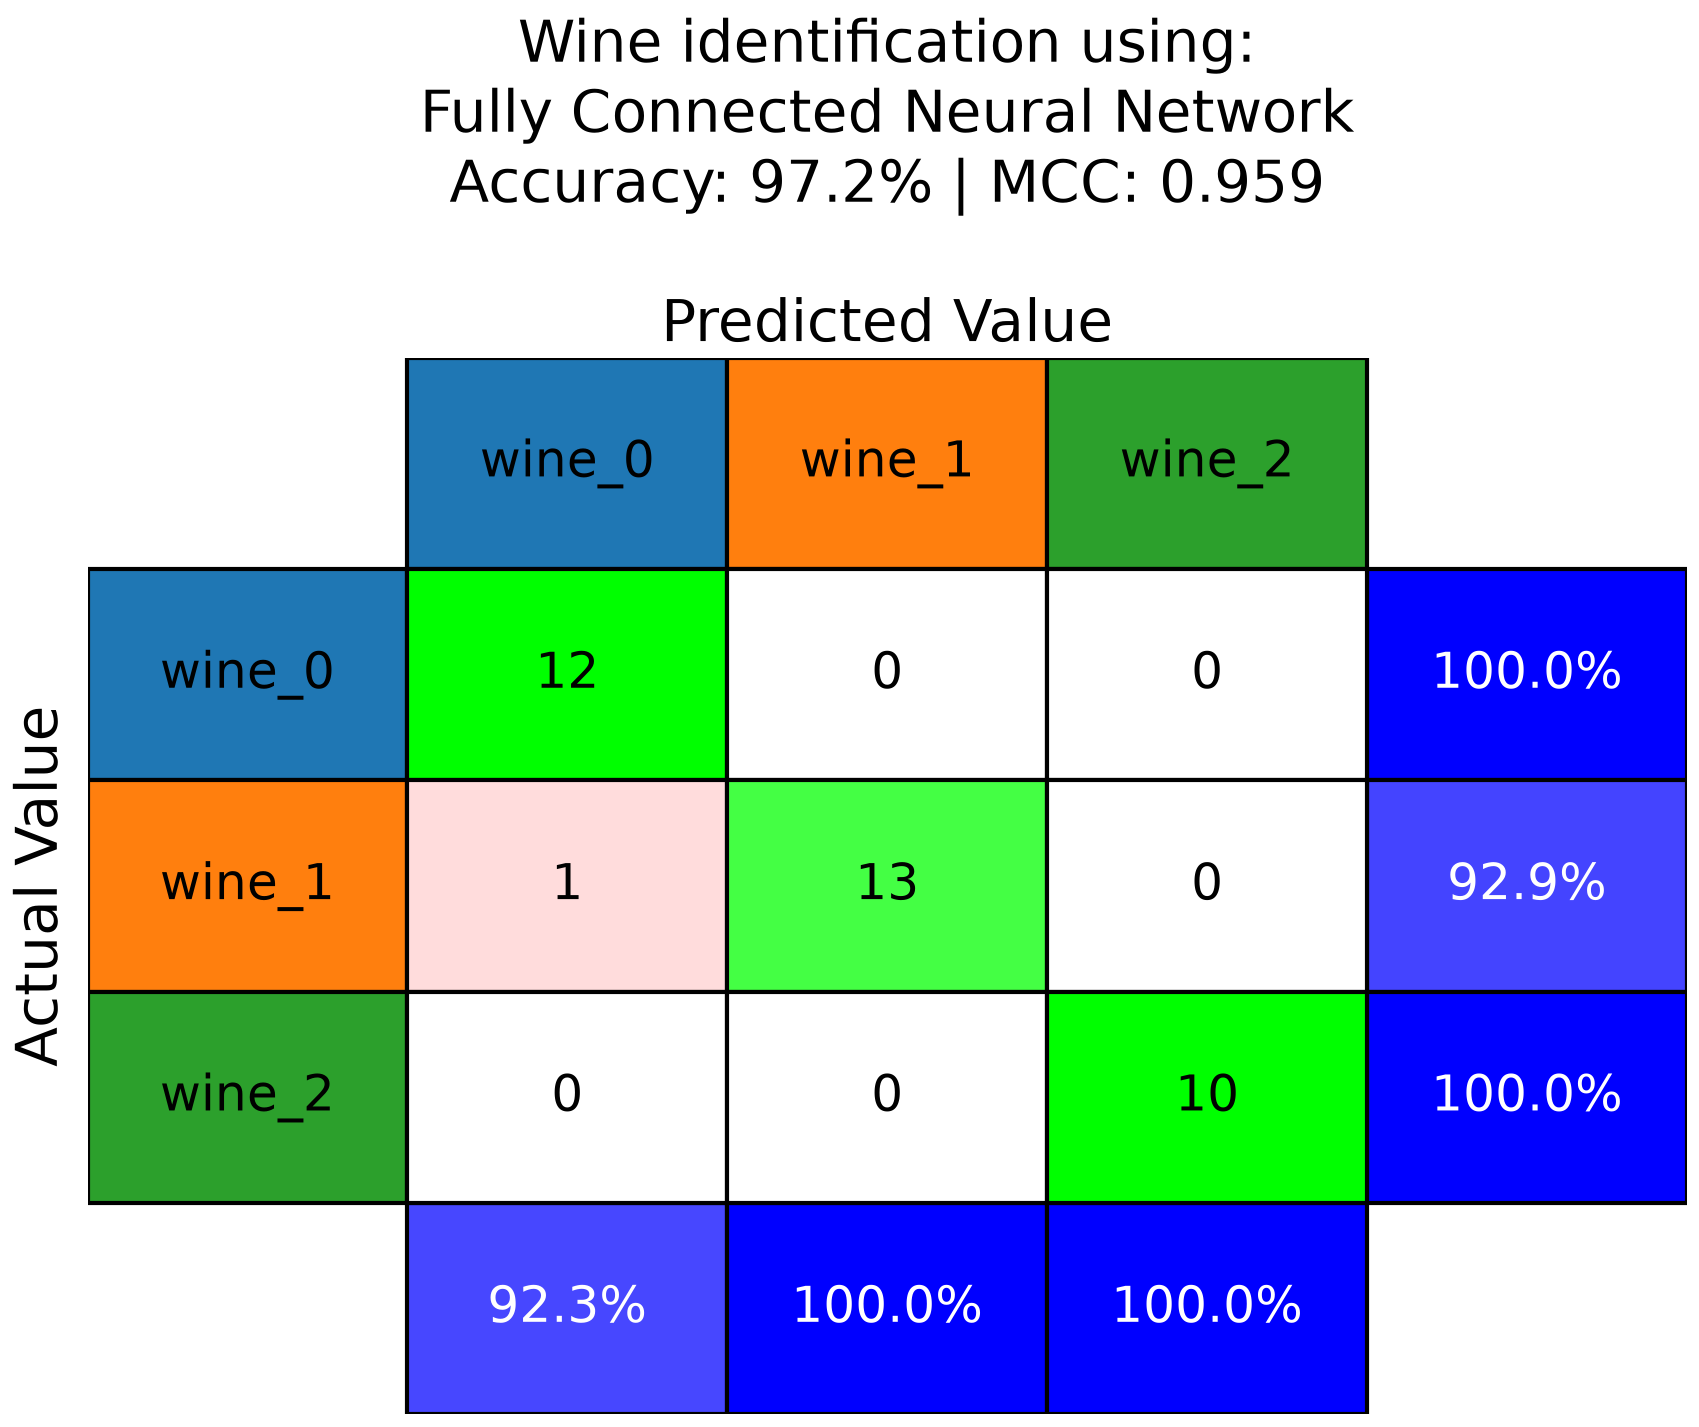 Wine identification using:
Fully Connected Neural Network
Accuracy: 97.2% | MCC: 0.959
Predicted Value
wine_0 wine_1 wine_2
Actual Value
wine_0 12 0 0 100.0%
wine_1 1 13 0 92.9%
wine_2 0 0 10 100.0%
92.3% 100.0% 100.0%